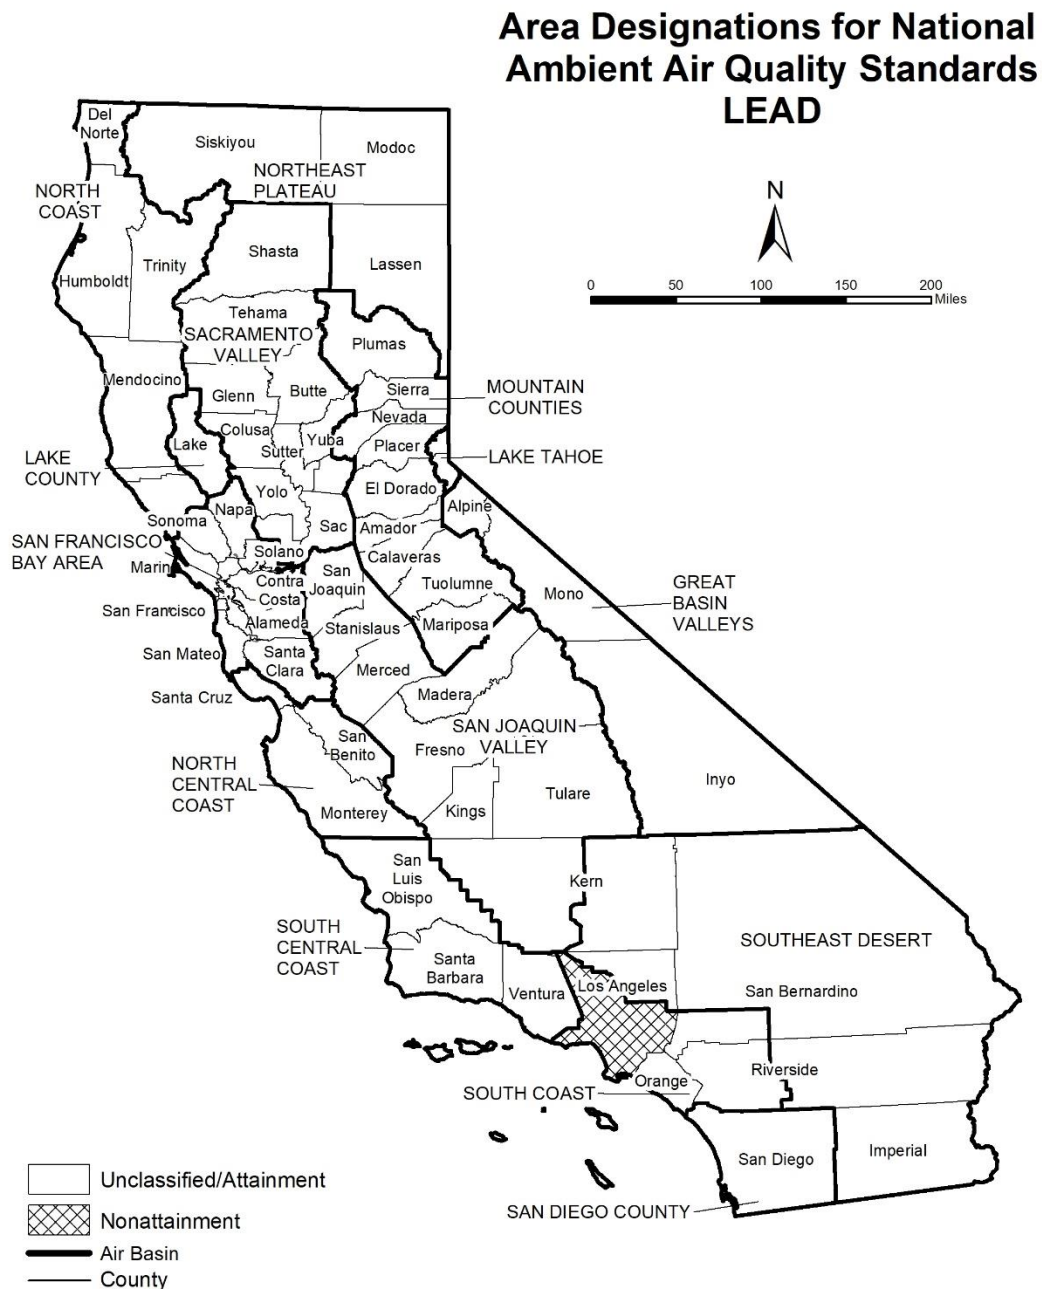 Area Designations for National
Ambient Air Quality Standards
LEAD
N
0 50 100 150 200
Miles
Del
Norte
Siskiyou
Modoc
NORTHEAST
PLATEAU
NORTH
COAST
Shasta
Lassen
Trinity
Humboldt
Tehama
SACRAMENTO
VALLEY
Plumas
Mendocino
Glenn
Butte
Sierra
MOUNTAIN
COUNTIES
Nevada
Colusa
Yuba
Lake
Sutter
Placer
LAKE
COUNTY
LAKE TAHOE
Yolo
El Dorado
Napa
Alpine
Sonoma
Sac
Amador
SAN FRANCISCO
BAY AREA
Solano
Calaveras
Marin
Contra
Costa
San
Joaquin
Tuolumne
Mono
GREAT
BASIN
VALLEYS
San Francisco
Alameda
Stanislaus
Mariposa
San Mateo
Santa
Clara
Merced
Santa Cruz
Madera
SAN JOAQUIN
VALLEY
San
Benito
Fresno
NORTH
CENTRAL
COAST
Inyo
Tulare
Monterey
Kings
San
Luis
Obispo
Kern
SOUTH
CENTRAL
COAST
SOUTHEAST DESERT
Santa
Barbara
Ventura
Los Angeles
San Bernardino
Riverside
Orange
SOUTH COAST
San Diego
Imperial
SAN DIEGO COUNTY
Unclassified/Attainment
Nonattainment
Air Basin
County